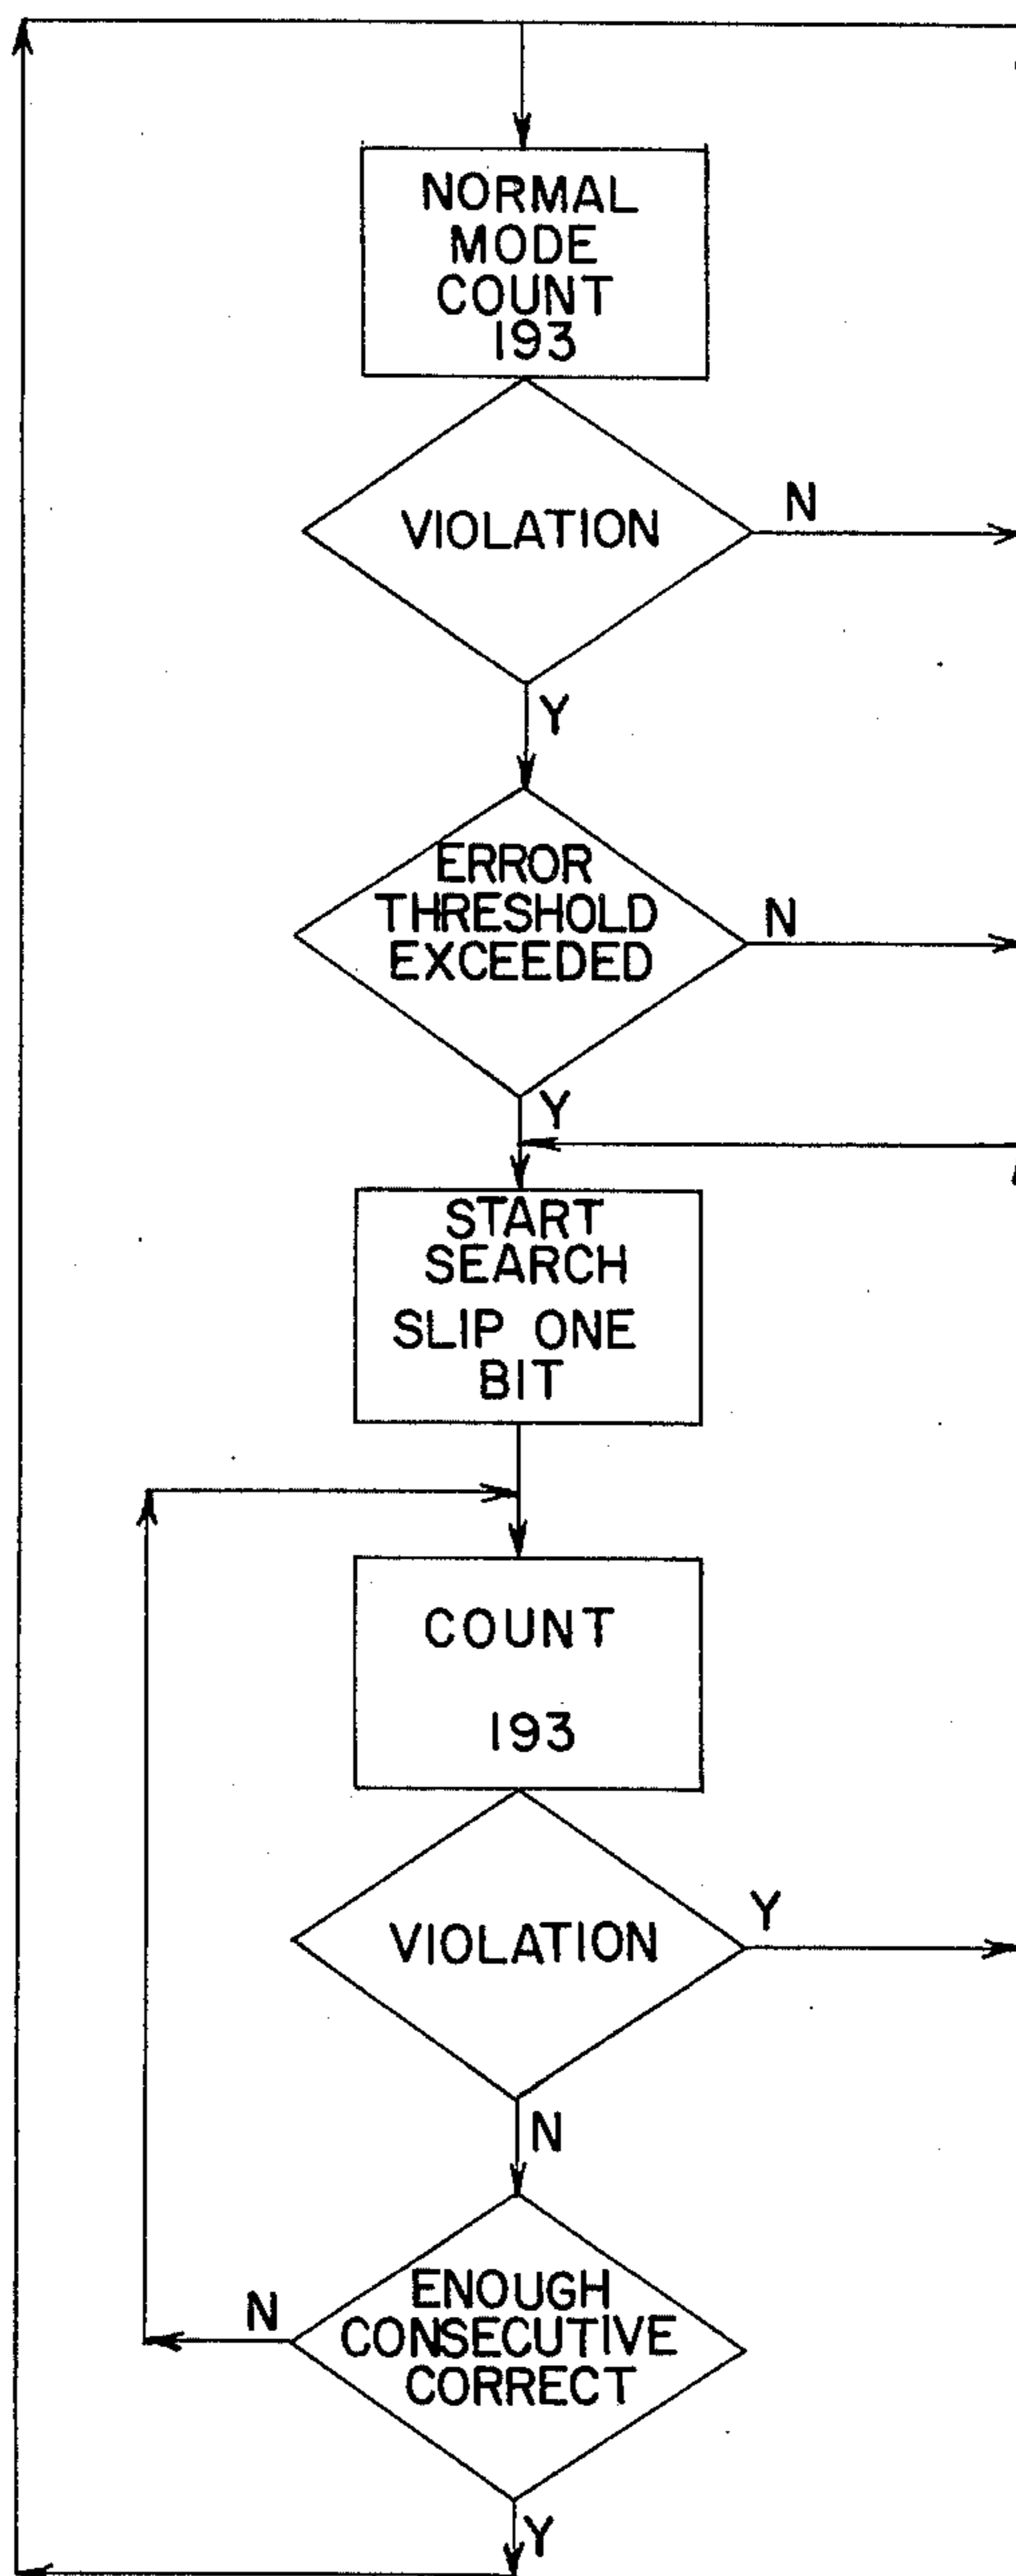 NORMAL
MODE
COUNT
193
VIOLATION
N
Y
ERROR
THRESHOLD
EXCEEDED
N
Y
START
SEARCH
SLIP ONE
BIT
COUNT
193
VIOLATION
Y
N
ENOUGH
CONSECUTIVE
CORRECT
N
Y